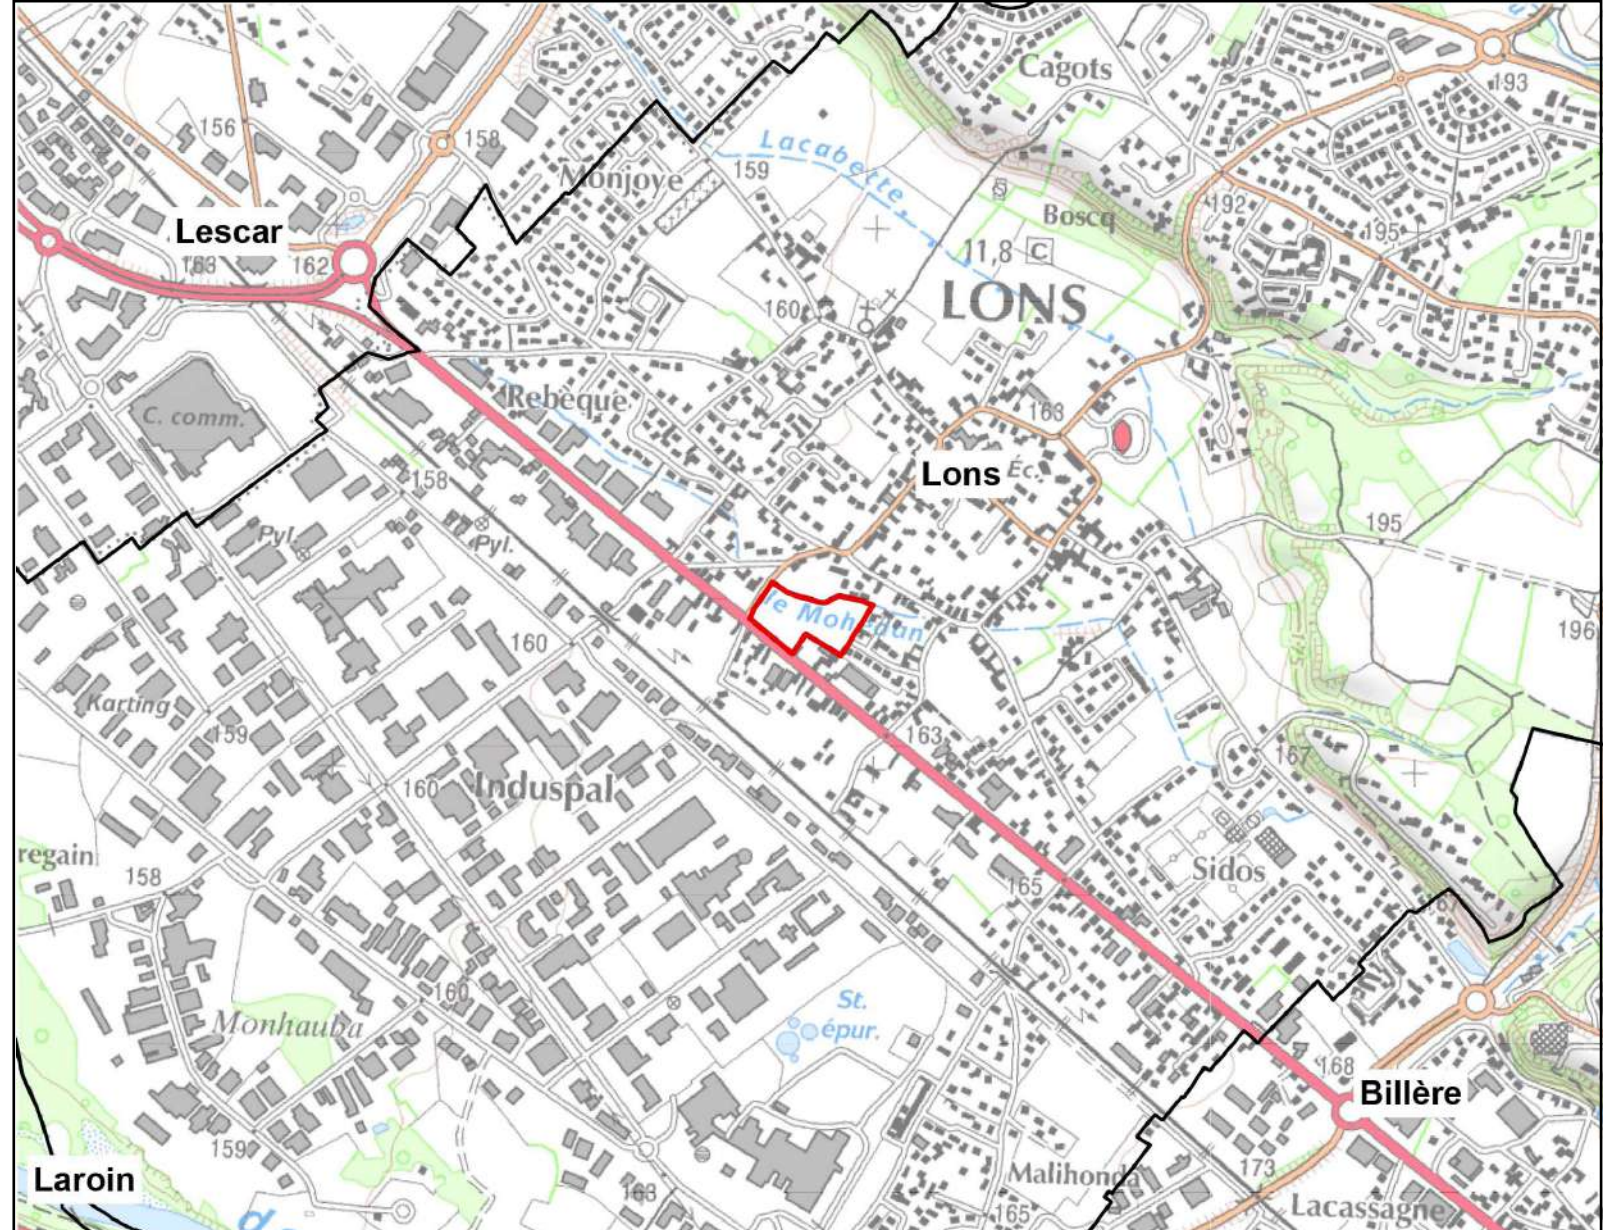 Cagots
193
156
158
Lacabette
Monjoye
159
192
Boscq
195
Lescar
11,8 C
163
162
LONS
160
Rebèque
163
C. comm.
Lons
Éc.
158
195
Pyl.
Pyl.
le Mohédan
160
196
Karting
159
163
167
160
Induspal
regain
158
Sidos
165
160
St.
épur.
Monhauba
168
Billère
159
Malihonda
173
Laroin
163
165
Lacassagne